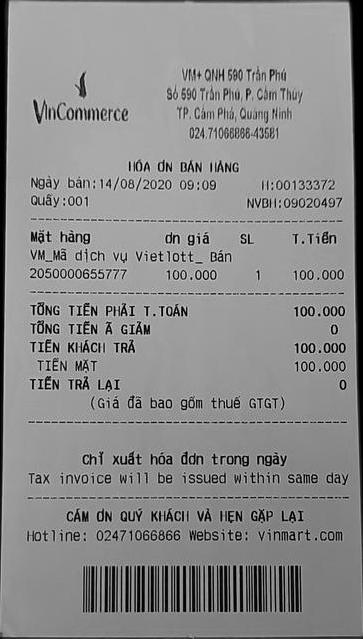 VinCommerce
VM+ QNH 590 Trần Phú
Số 590 Trần Phú, P. Cẩm Thủy
TP. Cẩm Phả, Quảng Ninh
024.71066866-43581
HÓA ƠN BÁN HÀNG
Ngày bán:14/08/2020 09:09 H:00133372
Quầy:001 NVBH:09020497
Mặt hàng ơn giá SL T.Tiền
VM_Mã dịch vụ Vietlott_ Bán
2050000655777 100.000 1 100.000
TỔNG TIỀN PHẢI T.TOÁN 100.000
TỔNG TIỀN Ã GIẢM 0
TIỀN KHÁCH TRẢ 100.000
TIỀN MẶT 100.000
TIỀN TRẢ LẠI 0
(Giá đã bao gồm thuế GTGT)
Chỉ xuất hóa đơn trong ngày
Tax invoice will be issued within same day
CẢM ƠN QUÝ KHÁCH VÀ HẸN GẶP LẠI
Hotline: 02471066866 Website: vinmart.com